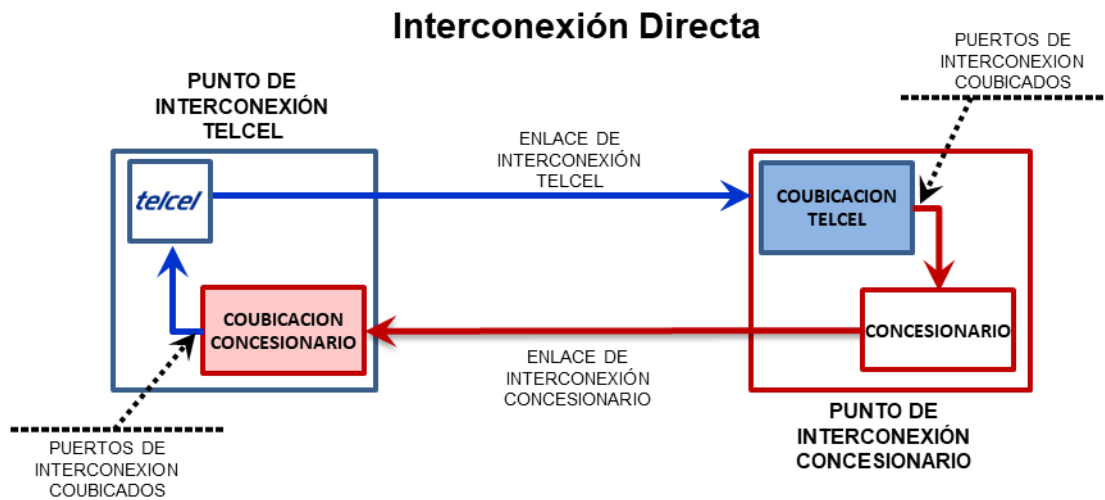 Interconexión Directa
PUERTOS DE
INTERCONEXION
COUBICADOS
PUNTO DE
INTERCONEXIÓN
TELCEL
ENLACE DE
INTERCONEXIÓN
TELCEL
telcel
COUBICACION
TELCEL
COUBICACION
CONCESIONARIO
CONCESIONARIO
ENLACE DE
INTERCONEXIÓN
CONCESIONARIO
PUNTO DE
INTERCONEXIÓN
CONCESIONARIO
PUERTOS DE
INTERCONEXION
COUBICADOS